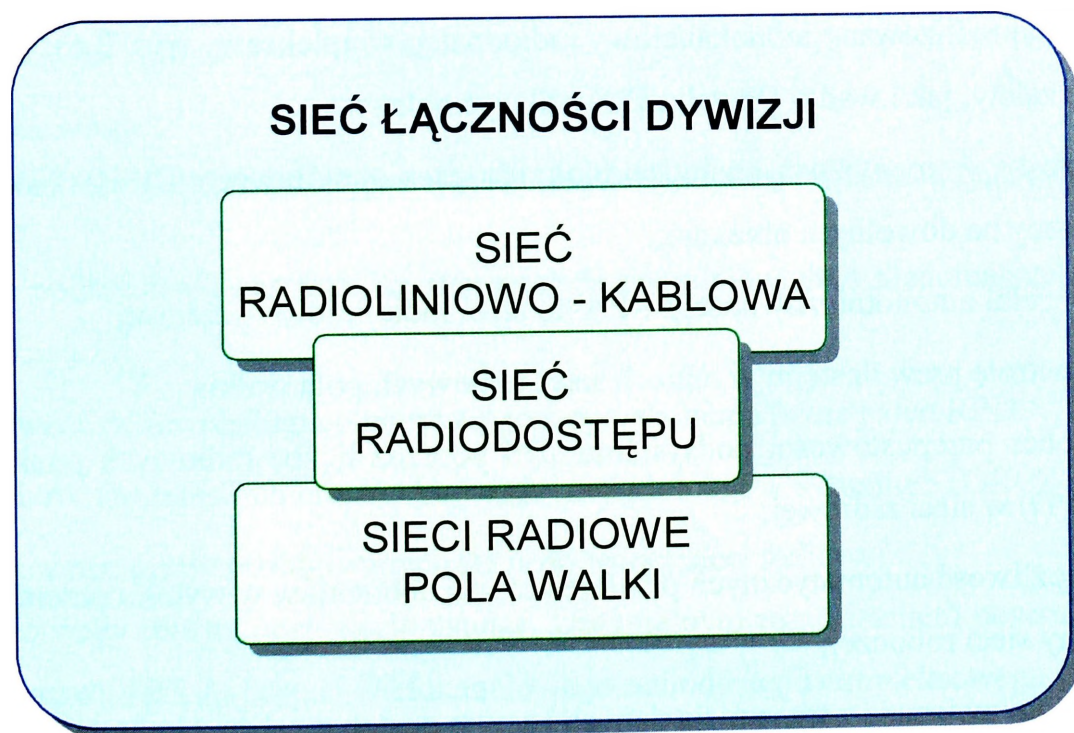 SIEĆ ŁĄCZNOŚCI DYWIZJI
SIEĆ
RADIOLINIOWO - KABLOWA
SIEĆ
RADIODOSTĘPU
SIECI RADIOWE
POLA WALKI